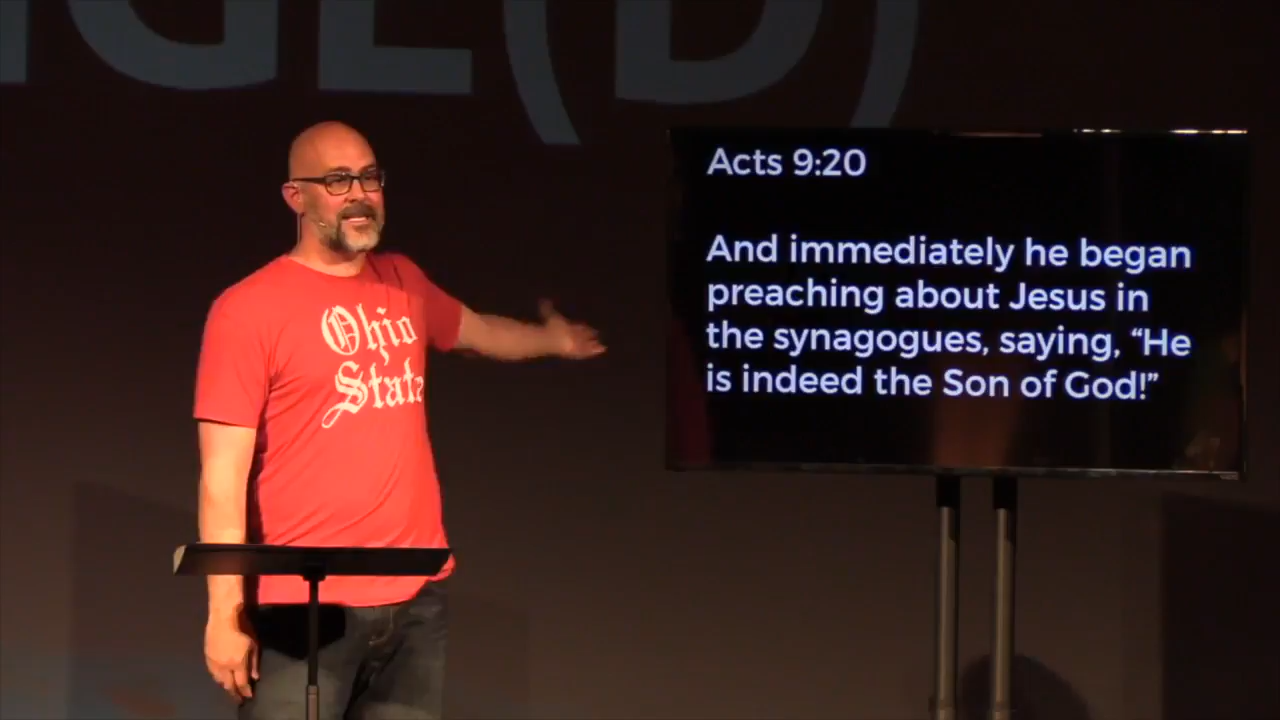 Acts 9:20
And immediately he began
preaching about Jesus in
the synagogues, saying, “He
is indeed the Son of God!”
Ohio
State